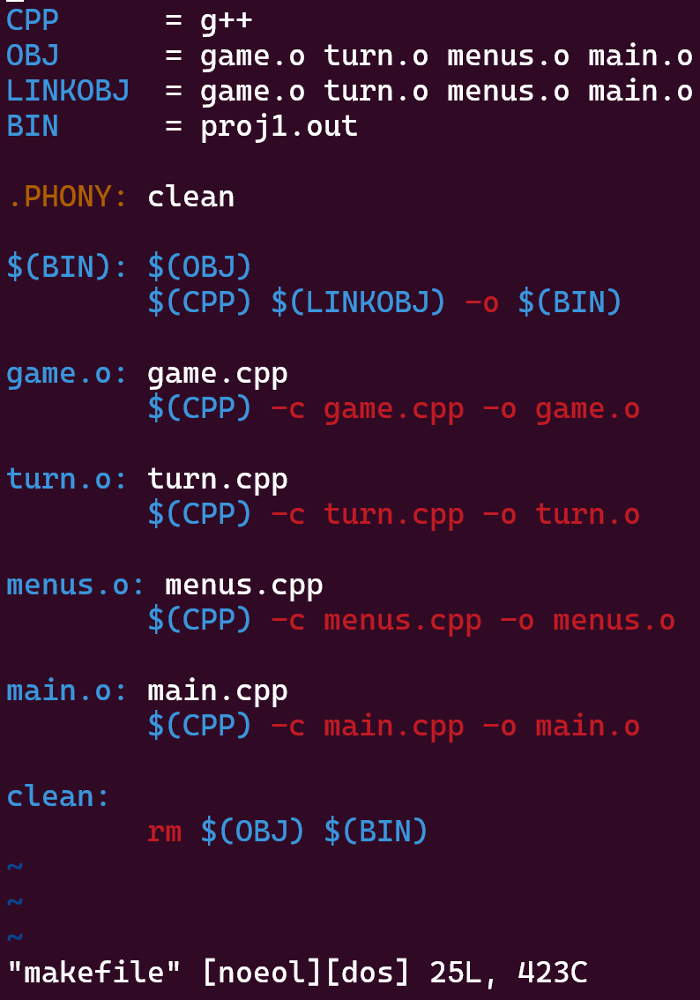 CPP      = g++
OBJ      = game.o turn.o menus.o main.o
LINKOBJ  = game.o turn.o menus.o main.o
BIN      = proj1.out
.PHONY: clean
$(BIN): $(OBJ)
        $(CPP) $(LINKOBJ) -o $(BIN)
game.o: game.cpp
        $(CPP) -c game.cpp -o game.o
turn.o: turn.cpp
        $(CPP) -c turn.cpp -o turn.o
menus.o: menus.cpp
        $(CPP) -c menus.cpp -o menus.o
main.o: main.cpp
        $(CPP) -c main.cpp -o main.o
clean:
        rm $(OBJ) $(BIN)
~
~
~
"makefile" [noeol][dos] 25L, 423C